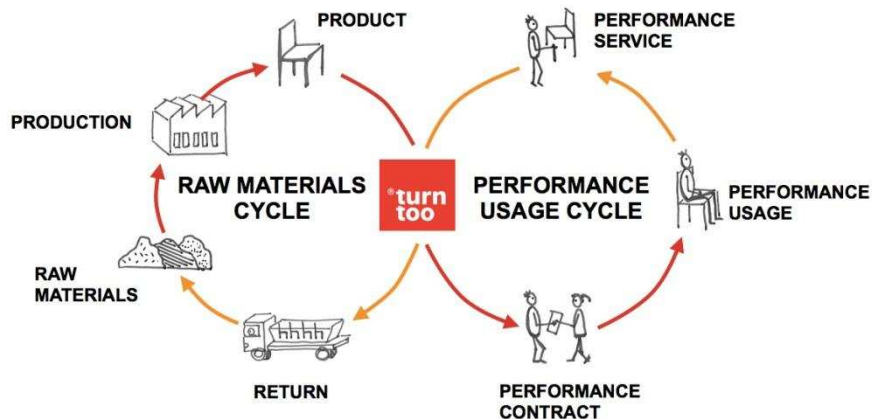 PRODUCT
PERFORMANCE
SERVICE
PRODUCTION
RAW MATERIALS
CYCLE
®turn
too
PERFORMANCE
USAGE CYCLE
PERFORMANCE
USAGE
RAW
MATERIALS
RETURN
PERFORMANCE
CONTRACT